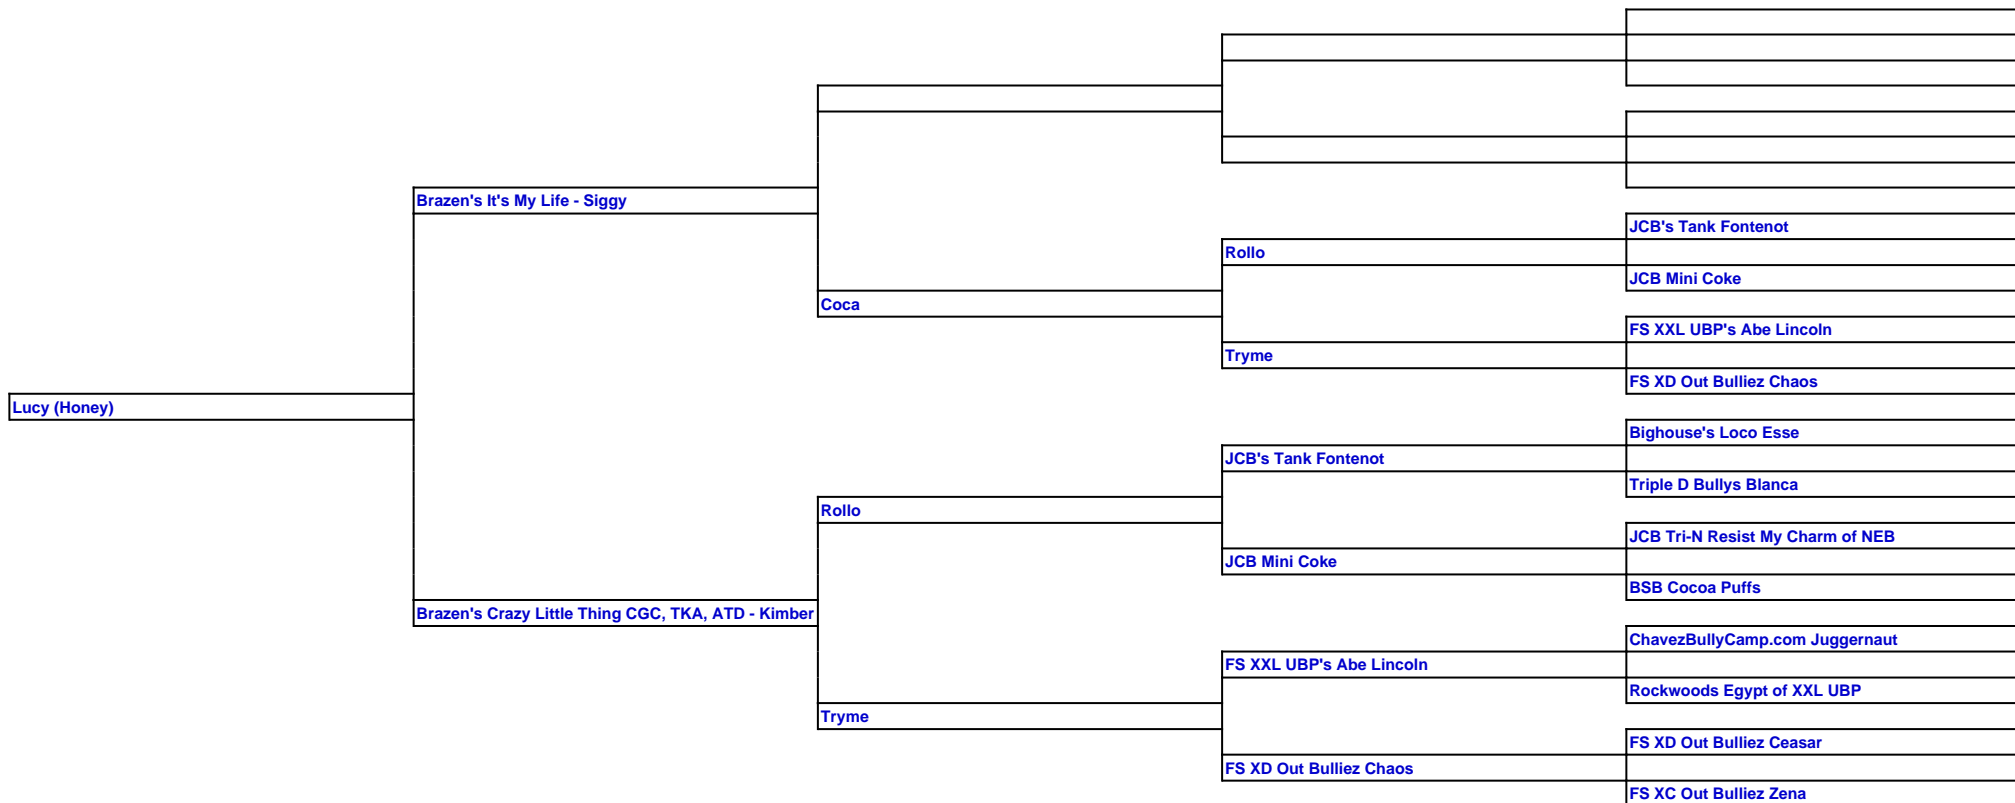 Brazen's It's My Life - Siggy
JCB's Tank Fontenot
Rollo
JCB Mini Coke
Coca
FS XXL UBP's Abe Lincoln
Tryme
FS XD Out Bulliez Chaos
Lucy (Honey)
Bighouse's Loco Esse
JCB's Tank Fontenot
Triple D Bullys Blanca
Rollo
JCB Tri-N Resist My Charm of NEB
JCB Mini Coke
BSB Cocoa Puffs
Brazen's Crazy Little Thing CGC, TKA, ATD - Kimber
ChavezBullyCamp.com Juggernaut
FS XXL UBP's Abe Lincoln
Rockwoods Egypt of XXL UBP
Tryme
FS XD Out Bulliez Ceasar
FS XD Out Bulliez Chaos
FS XC Out Bulliez Zena